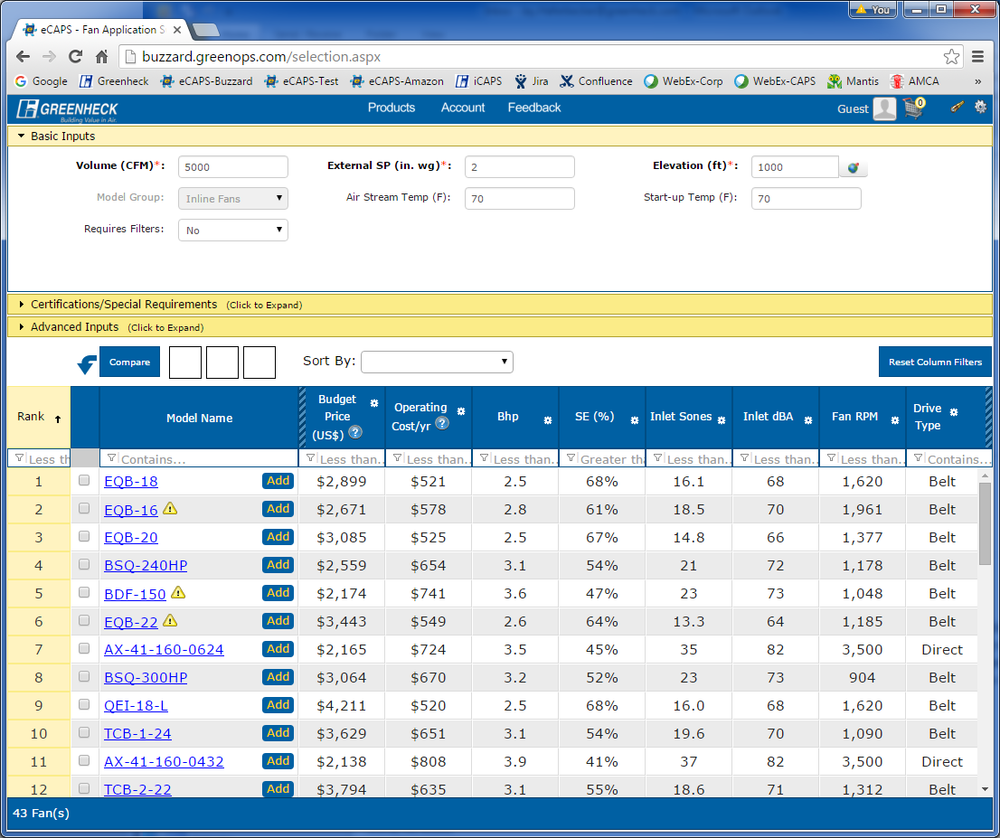 You
eCAPS - Fan Application S
buzzard.greenops.com/selection.aspx
Google Greenheck eCAPS-Buzzard eCAPS-Test eCAPS-Amazon iCAPS Jira Confluence WebEx-Corp WebEx-CAPS Mantis AMCA »
GREENHECK Products Account Feedback Guest 0
Building Value in Air.
Basic Inputs
Volume (CFM)*: 5000 External SP (in. wg)*: 2 Elevation (ft)*: 1000
Model Group: Inline Fans Air Stream Temp (F): 70 Start-up Temp (F): 70
Requires Filters: No
Certifications/Special Requirements (Click to Expand)
Advanced Inputs (Click to Expand)
Compare Sort By: Reset Column Filters
Rank Model Name Budget Price (US$) ? Operating Cost/yr ? Bhp SE (%) Inlet Sones Inlet dBA Fan RPM Drive Type
Less th Contains... Less than.. Less than.. Less than.. Greater tha Less than.. Less than.. Less than.. Contains...
1 EQB-18 Add $2,899 $521 2.5 68% 16.1 68 1,620 Belt
2 EQB-16 Add $2,671 $578 2.8 61% 18.5 70 1,961 Belt
3 EQB-20 Add $3,085 $525 2.5 67% 14.8 66 1,377 Belt
4 BSQ-240HP Add $2,559 $654 3.1 54% 21 72 1,178 Belt
5 BDF-150 Add $2,174 $741 3.6 47% 23 73 1,048 Belt
6 EQB-22 Add $3,443 $549 2.6 64% 13.3 64 1,185 Belt
7 AX-41-160-0624 Add $2,165 $724 3.5 45% 35 82 3,500 Direct
8 BSQ-300HP Add $3,064 $670 3.2 52% 23 73 904 Belt
9 QEI-18-L Add $4,211 $520 2.5 68% 16.0 68 1,620 Belt
10 TCB-1-24 Add $3,629 $651 3.1 54% 19.6 70 1,090 Belt
11 AX-41-160-0432 Add $2,138 $808 3.9 41% 37 82 3,500 Direct
12 TCB-2-22 Add $3,794 $635 3.1 55% 18.6 71 1,312 Belt
43 Fan(s)